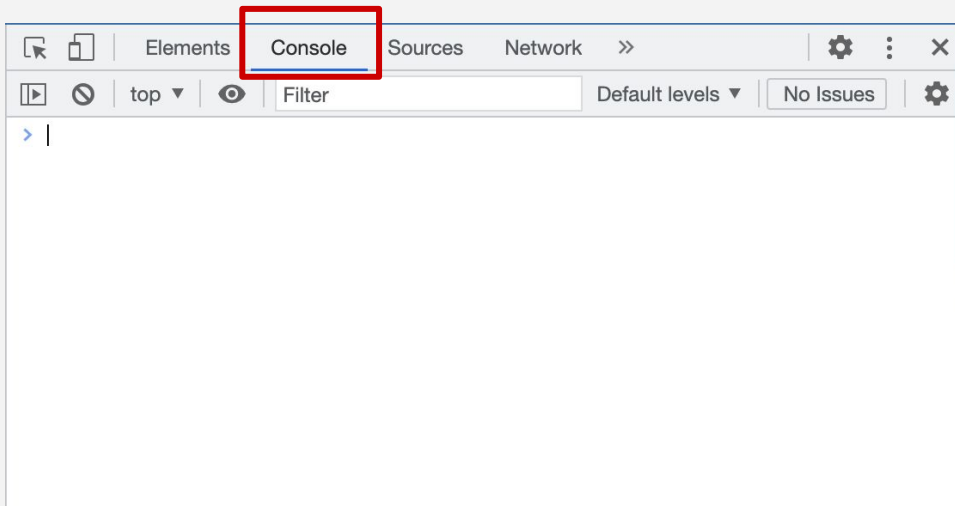 Elements Console Sources Network »
top ▼ Filter Default levels ▼ No Issues
>